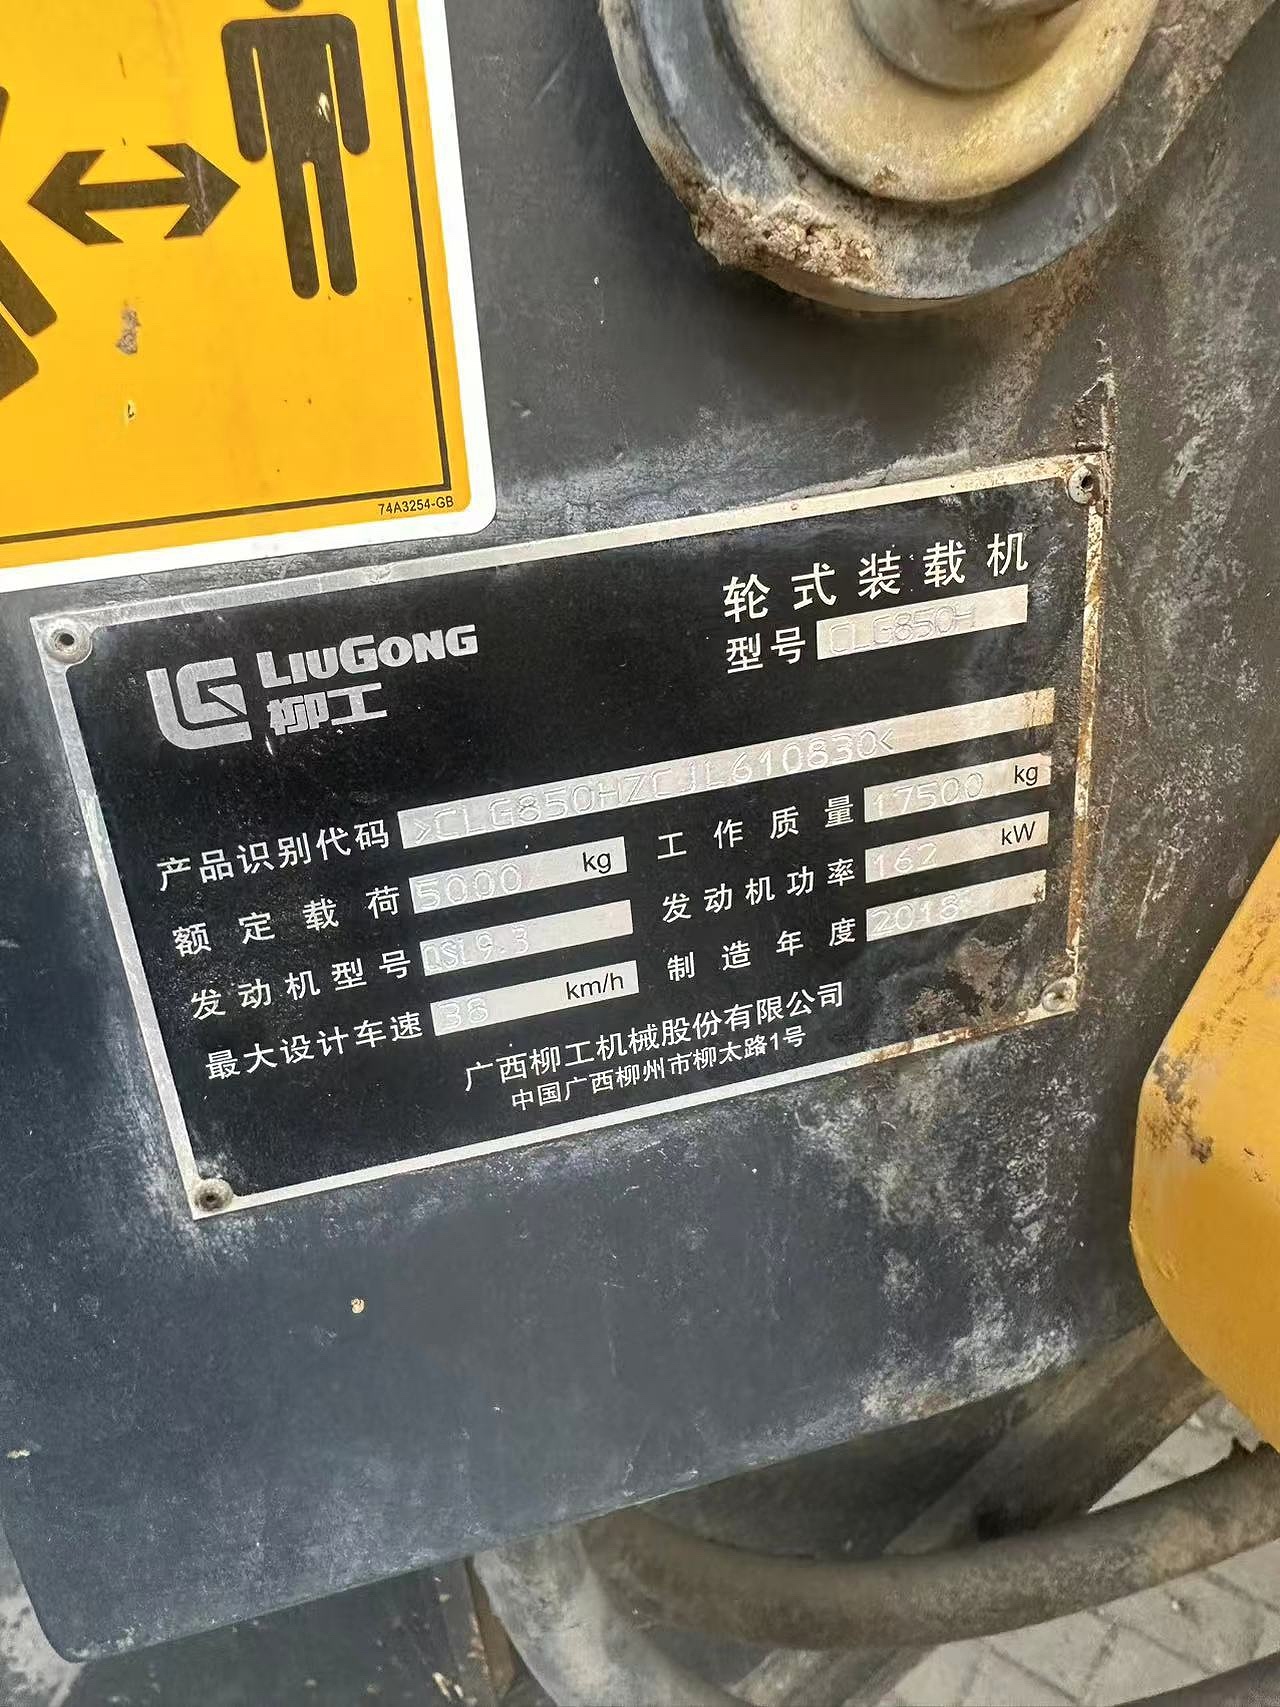 74A3254-GB
轮式装载机
LG LIUGONG
柳工
型号 CLG850H
产品识别代码 >CLG850HZCJL610830<
额定载荷 5000 kg
工作质量 17500 kg
发动机型号 QSL9.3
发动机功率 162 kW
最大设计车速 38 km/h
制造年度 2018
广西柳工机械股份有限公司
中国广西柳州市柳太路1号